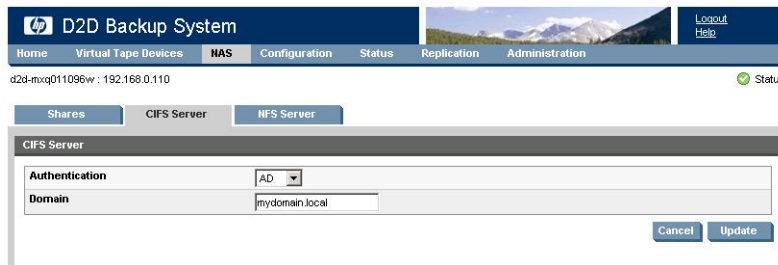 hp D2D Backup System
Logout
Help
Home Virtual Tape Devices NAS Configuration Status Replication Administration
d2d-mxq011096w : 192.168.0.110
Statu
Shares CIFS Server NFS Server
CIFS Server
Authentication AD
Domain mydomain.local
Cancel Update